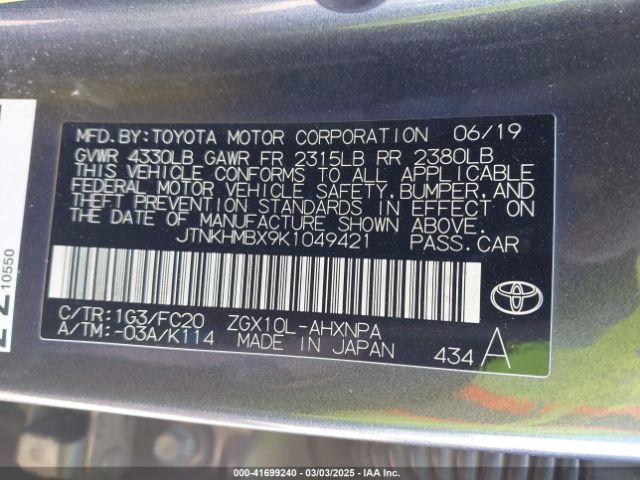 MFD.BY:TOYOTA MOTOR CORPORATION 06/19
GVWR 4330LB GAWR FR 2315LB RR 2380LB
THIS VEHICLE CONFORMS TO ALL APPLICABLE
FEDERAL MOTOR VEHICLE SAFETY, BUMPER, AND
THEFT PREVENTION STANDARDS IN EFFECT ON
THE DATE OF MANUFACTURE SHOWN ABOVE.
JTNKHMBX9K1049421 PASS.CAR
C/TR:1G3/FC20 ZGX10L-AHXNPA
A/TM:-03A/K114 MADE IN JAPAN 434 A
TOYOTA
10550
000-41699240 - 03/03/2025 - IAA Inc.